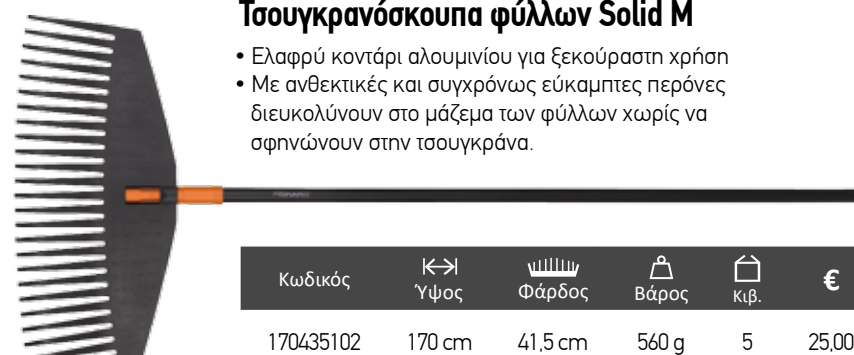 Τσουγκρανόσκουπα φύλλων Solid M
• Ελαφρύ κοντάρι αλουμινίου για ξεκούραστη χρήση
• Με ανθεκτικές και συγχρόνως εύκαμπτες περόνες
διευκολύνουν στο μάζεμα των φύλλων χωρίς να
σφηνώνουν στην τσουγκράνα.
FISKARS
Κωδικός Ύψος Φάρδος Βάρος Κιβ. €
170435102 170 cm 41,5 cm 560 g 5 25,00